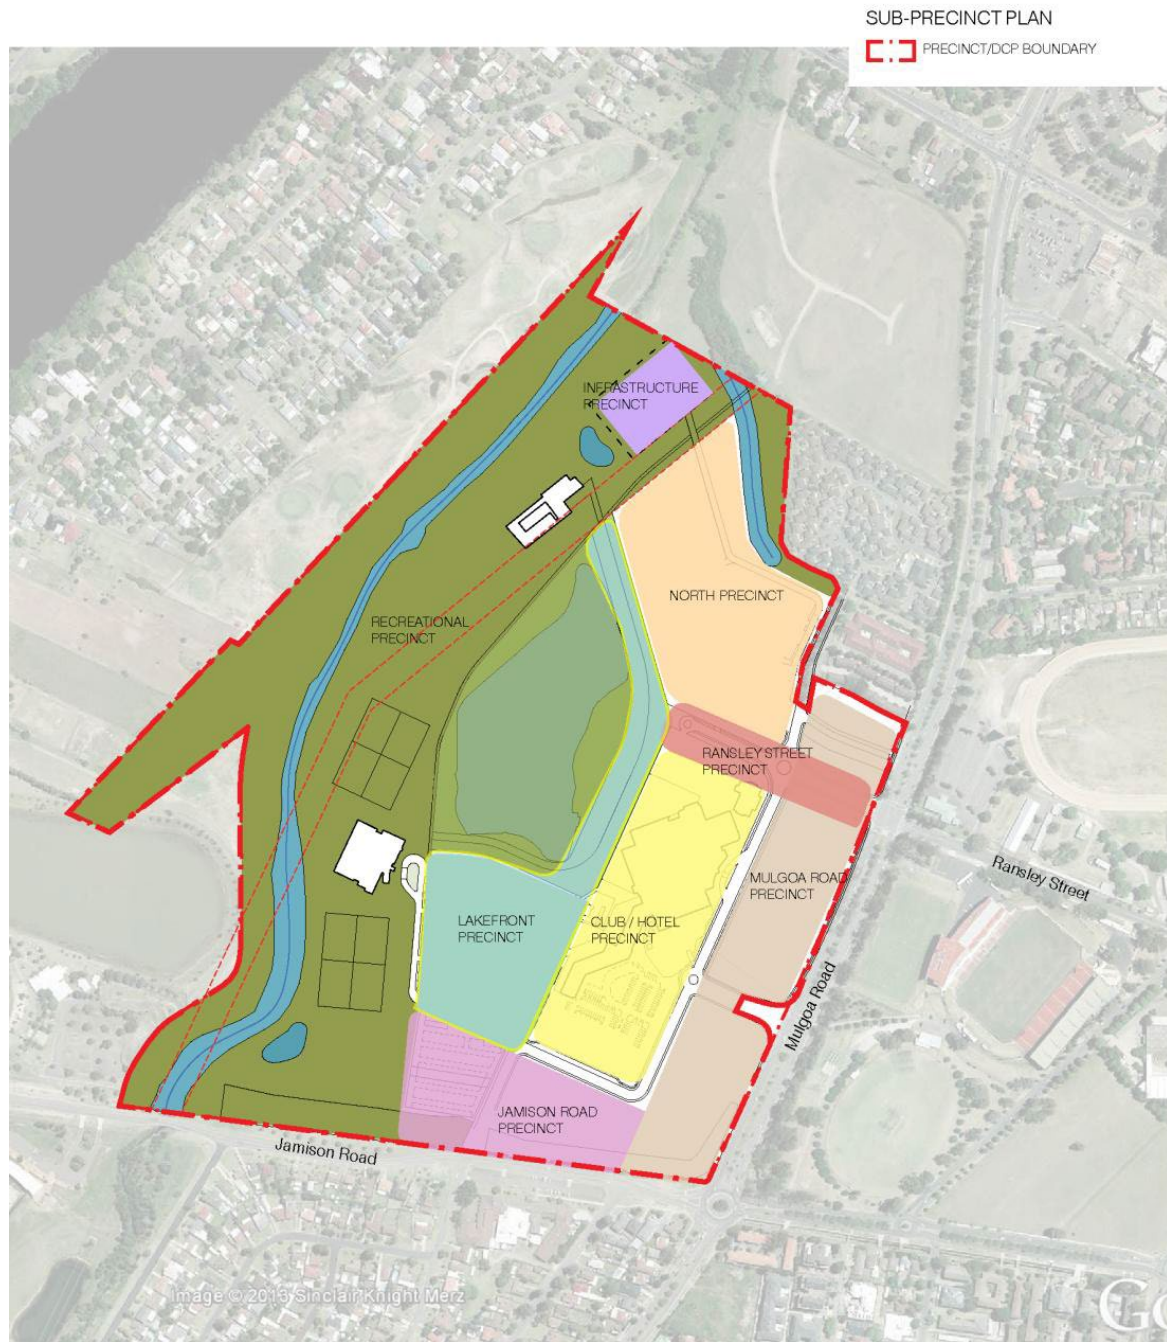 SUB-PRECINCT PLAN
PRECINCT/DCP BOUNDARY
INFRASTRUCTURE
PRECINCT
NORTH PRECINCT
RECREATIONAL
PRECINCT
RANSLEY STREET
PRECINCT
MULGOA ROAD
PRECINCT
Ransley Street
LAKEFRONT
PRECINCT
CLUB / HOTEL
PRECINCT
Mulgoa Road
JAMISON ROAD
PRECINCT
Jamison Road
Image © 2013 Sinclair Knight Merz
Go